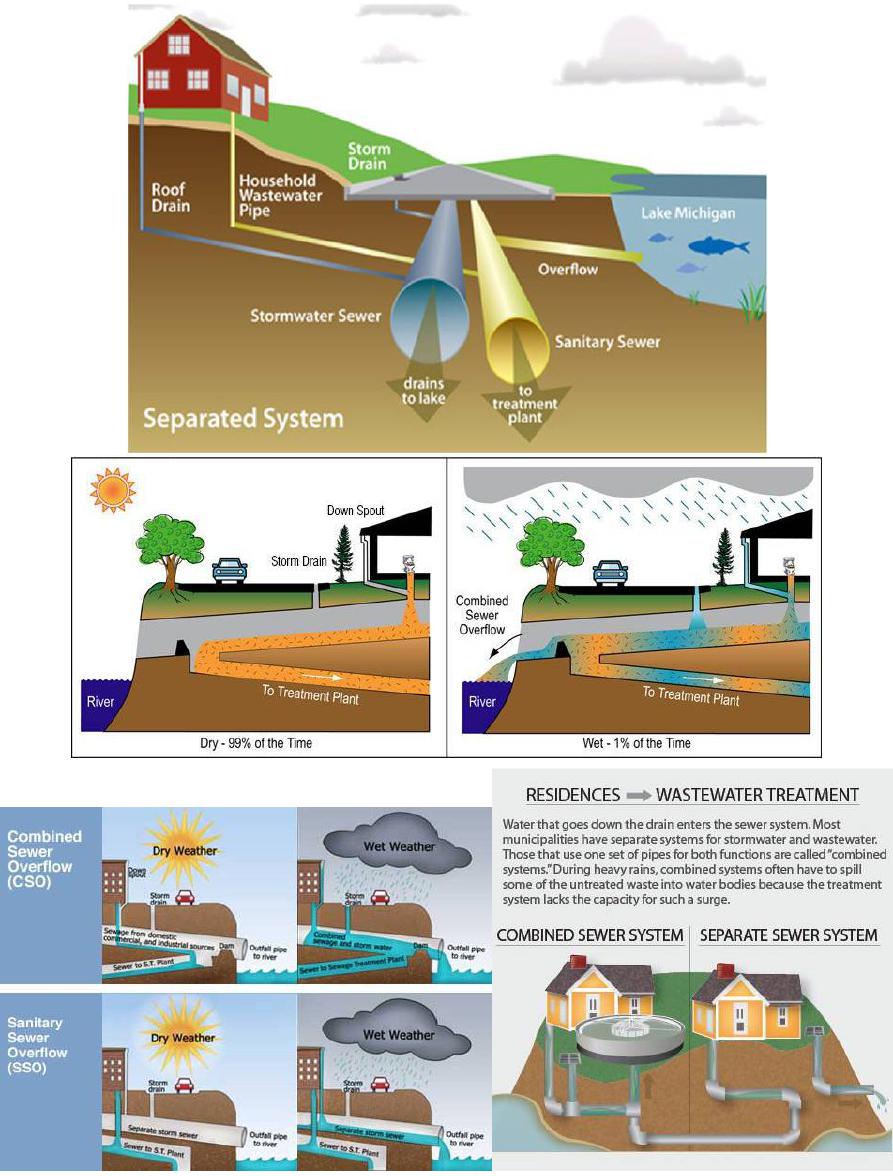 Storm
Drain
Roof
Drain
Household
Wastewater
Pipe
Lake Michigan
Overflow
Stormwater Sewer
Sanitary Sewer
drains
to lake
to
treatment
plant
Separated System
Down Spout
Storm Drain
River
To Treatment Plant
Dry - 99% of the Time
Combined
Sewer
Overflow
River
To Treatment Plant
Wet - 1% of the Time
Combined
Sewer
Overflow
(CSO)
Dry Weather
Down
spout
Storm
drain
Sewage from domestic
commercial, and industrial sources
Dam
Sewer to S.T. Plant
Outfall pipe
to river
Wet Weather
Storm
drain
Combined
sewage and storm water
Dam
Sewer to Sewage Treatment Plant
Outfall pipe
to river
Sanitary
Sewer
Overflow
(SSO)
Dry Weather
Storm
drain
Separate storm sewer
Sewer to S.T. Plant
Outfall pipe
to river
Wet Weather
Storm
drain
Separate storm sewer
Sewer to S.T. Plant
Outfall pipe
to river
RESIDENCES WASTEWATER TREATMENT
Water that goes down the drain enters the sewer system. Most
municipalities have separate systems for stormwater and wastewater.
Those that use one set of pipes for both functions are called "combined
systems." During heavy rains, combined systems often have to spill
some of the untreated waste into water bodies because the treatment
system lacks the capacity for such a surge.
COMBINED SEWER SYSTEM
SEPARATE SEWER SYSTEM